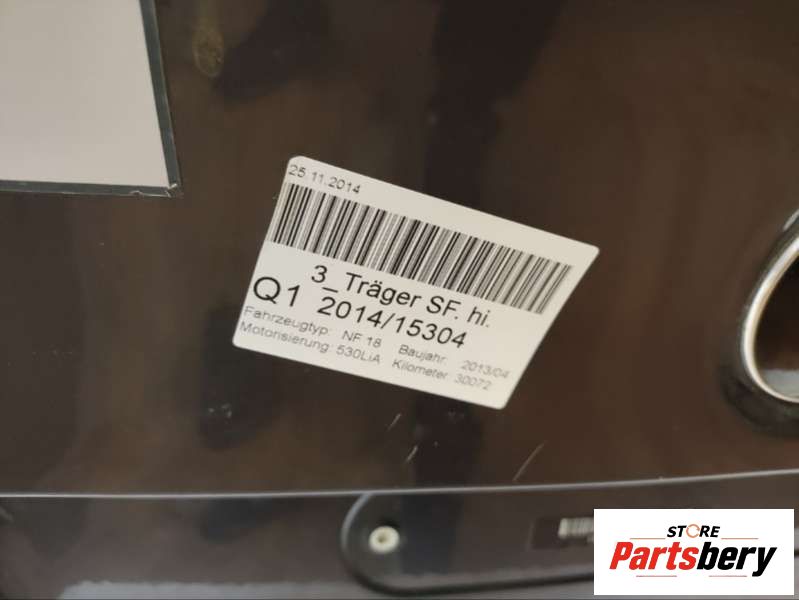 25.11.2014
3_Träger SF. hi.
Q1 2014/15304
Fahrzeugtyp: NF 18 Baujahr: 2013/04
Motorisierung: 530LiA Kilometer: 30072
STORE
Partsbery